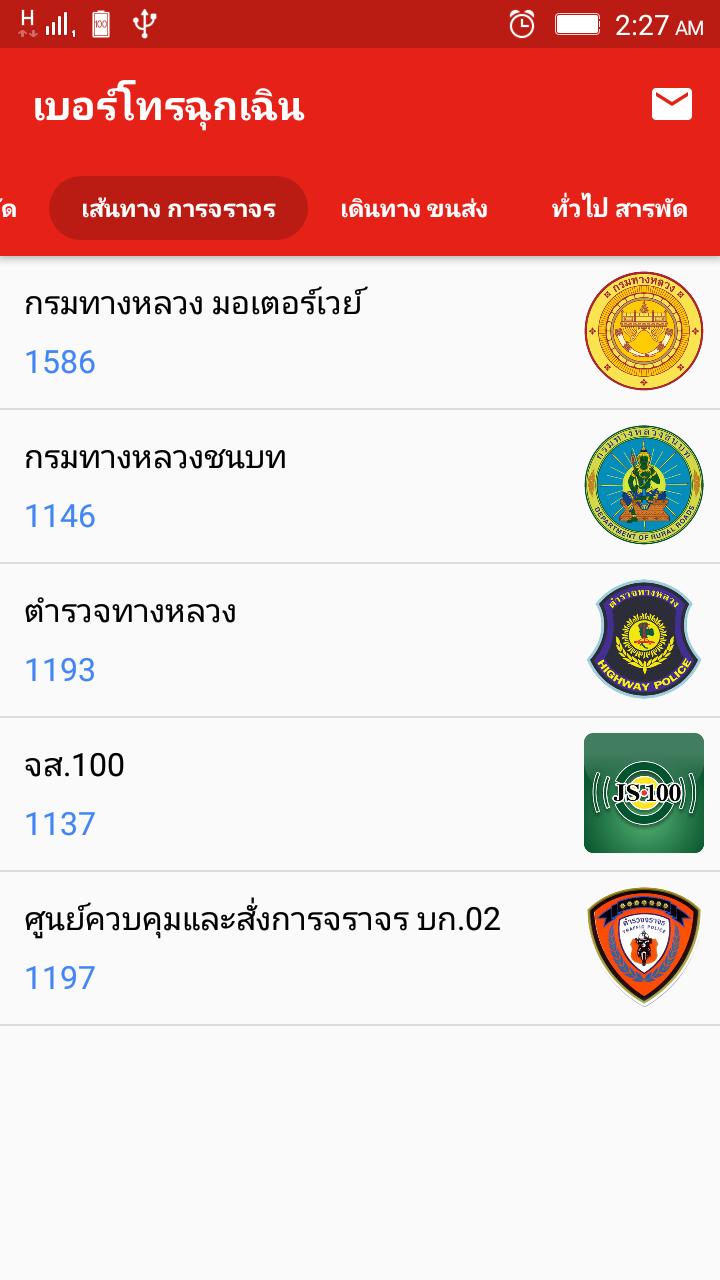 H 1 100 2:27 AM
เบอร์โทรฉุกเฉิน
เส้นทาง การจราจร เดินทาง ขนส่ง ทั่วไป สารพัด
กรมทางหลวง มอเตอร์เวย์
1586
กรมทางหลวง
กรมทางหลวงชนบท
1146
กรมทางหลวงชนบท
DEPARTMENT OF RURAL ROADS
ตำรวจทางหลวง
1193
ตำรวจทางหลวง
HIGHWAY POLICE
จส.100
1137
JS100
ศูนย์ควบคุมและสั่งการจราจร บก.02
1197
ตำรวจจราจร
TRAFFIC POLICE